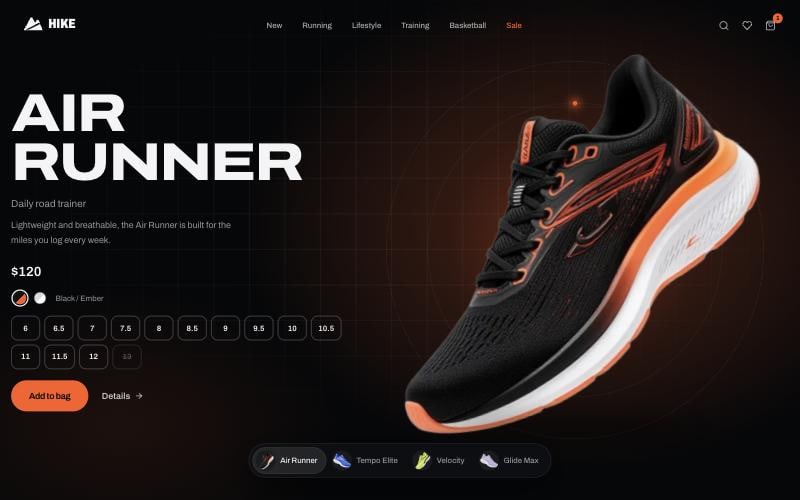 HIKE
New Running Lifestyle Training Basketball Sale
1
AIR
RUNNER
Daily road trainer
Lightweight and breathable, the Air Runner is built for the
miles you log every week.
$120
Black / Ember
6 6.5 7 7.5 8 8.5 9 9.5 10 10.5
11 11.5 12 13
Add to bag Details →
Air Runner Tempo Elite Velocity Glide Max